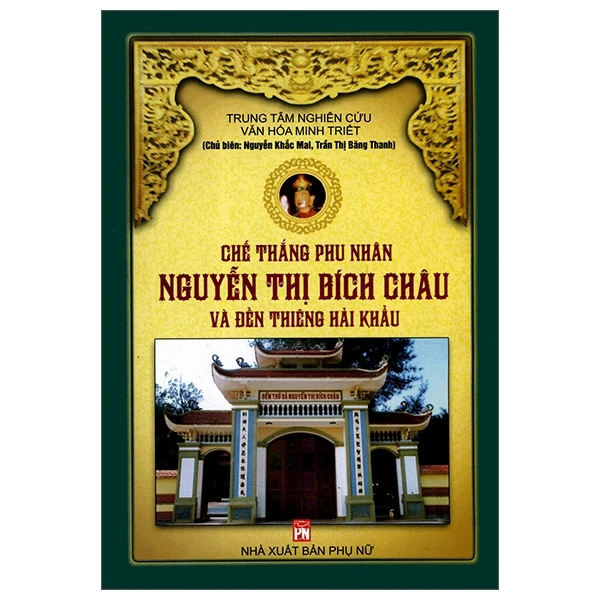 TRUNG TÂM NGHIÊN CỨU
VĂN HÓA MINH TRIẾT
(Chủ biên: Nguyễn Khắc Mai, Trần Thị Băng Thanh)
CHẾ THẮNG PHU NHÂN
NGUYỄN THỊ BÍCH CHÂU
VÀ ĐỀN THIÊNG HẢI KHẨU
ĐỀN THỜ BÀ NGUYỄN THỊ BÍCH CHÂU
PN
NHÀ XUẤT BẢN PHỤ NỮ